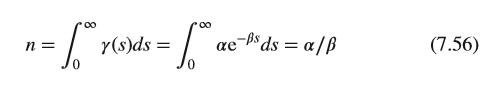 n = ∫₀^∞ γ(s)ds = ∫₀^∞ αe^{-βs}ds = α/β (7.56)